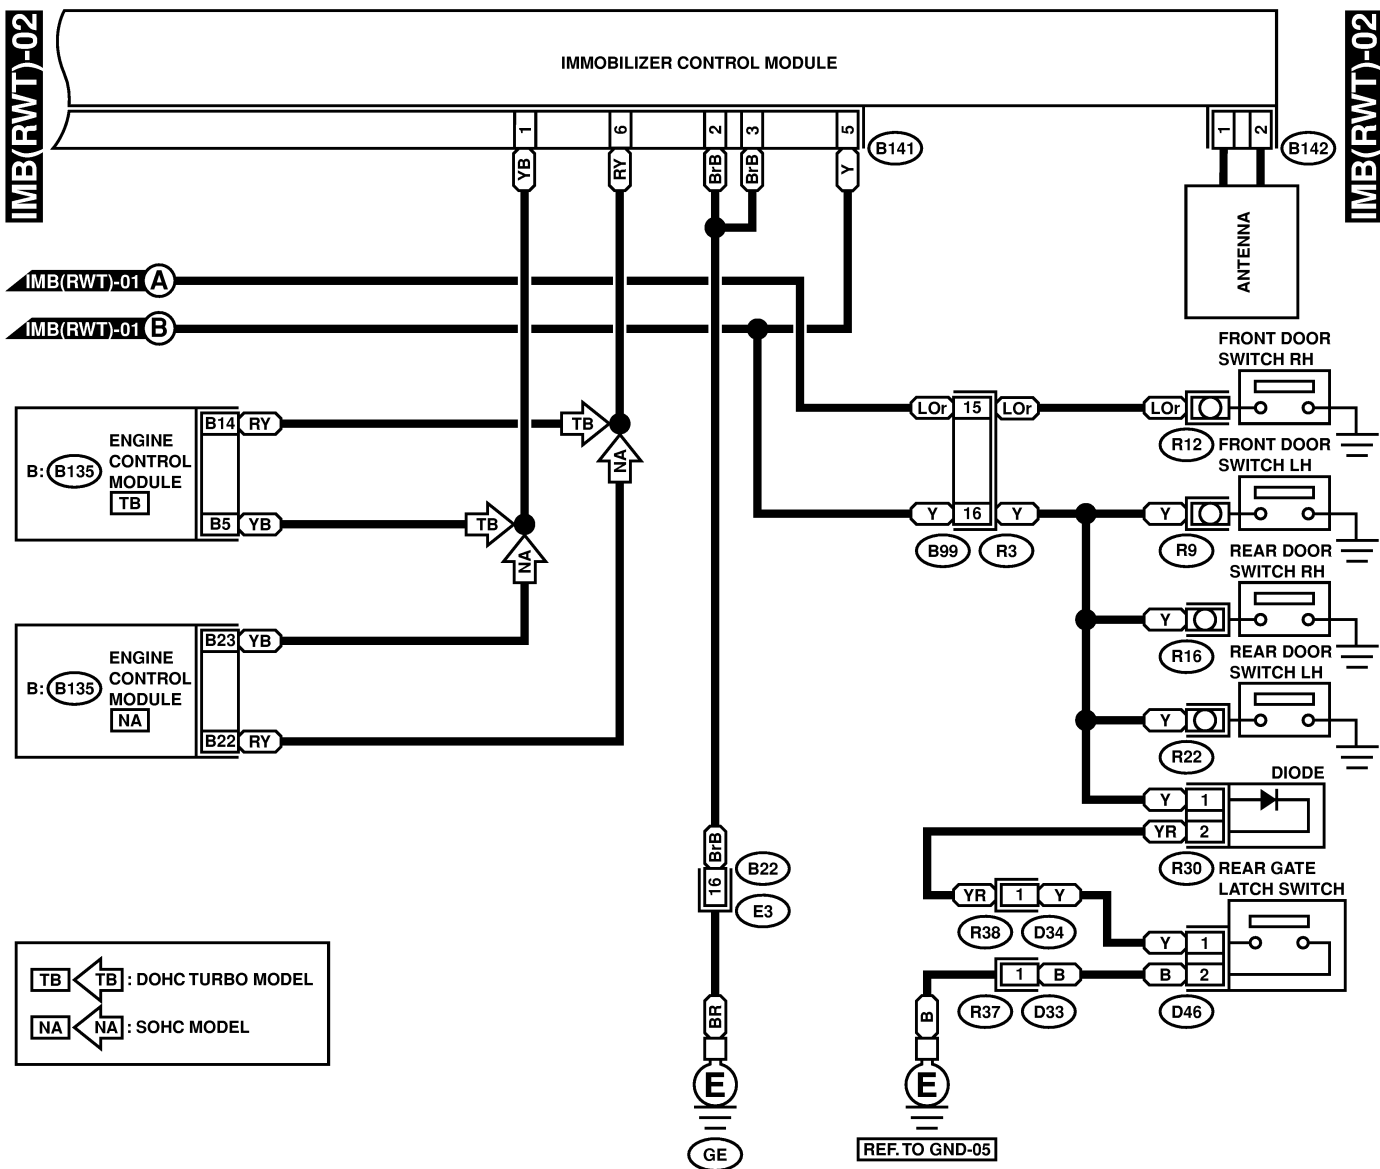 IMB(RWT)-02
IMB(RWT)-02
IMMOBILIZER CONTROL MODULE
1
6
2
3
5
B141
1
2
B142
YB
RY
BrB
BrB
Y
ANTENNA
IMB(RWT)-01 A
IMB(RWT)-01 B
FRONT DOOR
SWITCH RH
LOr
15
LOr
LOr
R12
B: B135
ENGINE
CONTROL
MODULE
TB
B14
RY
TB
NA
B5
YB
TB
NA
FRONT DOOR
SWITCH LH
Y
16
Y
Y
B99
R3
R9
REAR DOOR
SWITCH RH
Y
R16
B: B135
ENGINE
CONTROL
MODULE
NA
B23
YB
B22
RY
REAR DOOR
SWITCH LH
Y
R22
DIODE
Y
1
YR
2
R30
BrB
16
B22
E3
REAR GATE
LATCH SWITCH
YR
1
Y
R38
D34
Y
1
B
2
1
B
R37
D33
D46
TB TB : DOHC TURBO MODEL
NA NA : SOHC MODEL
BR
E
GE
B
E
REF. TO GND-05